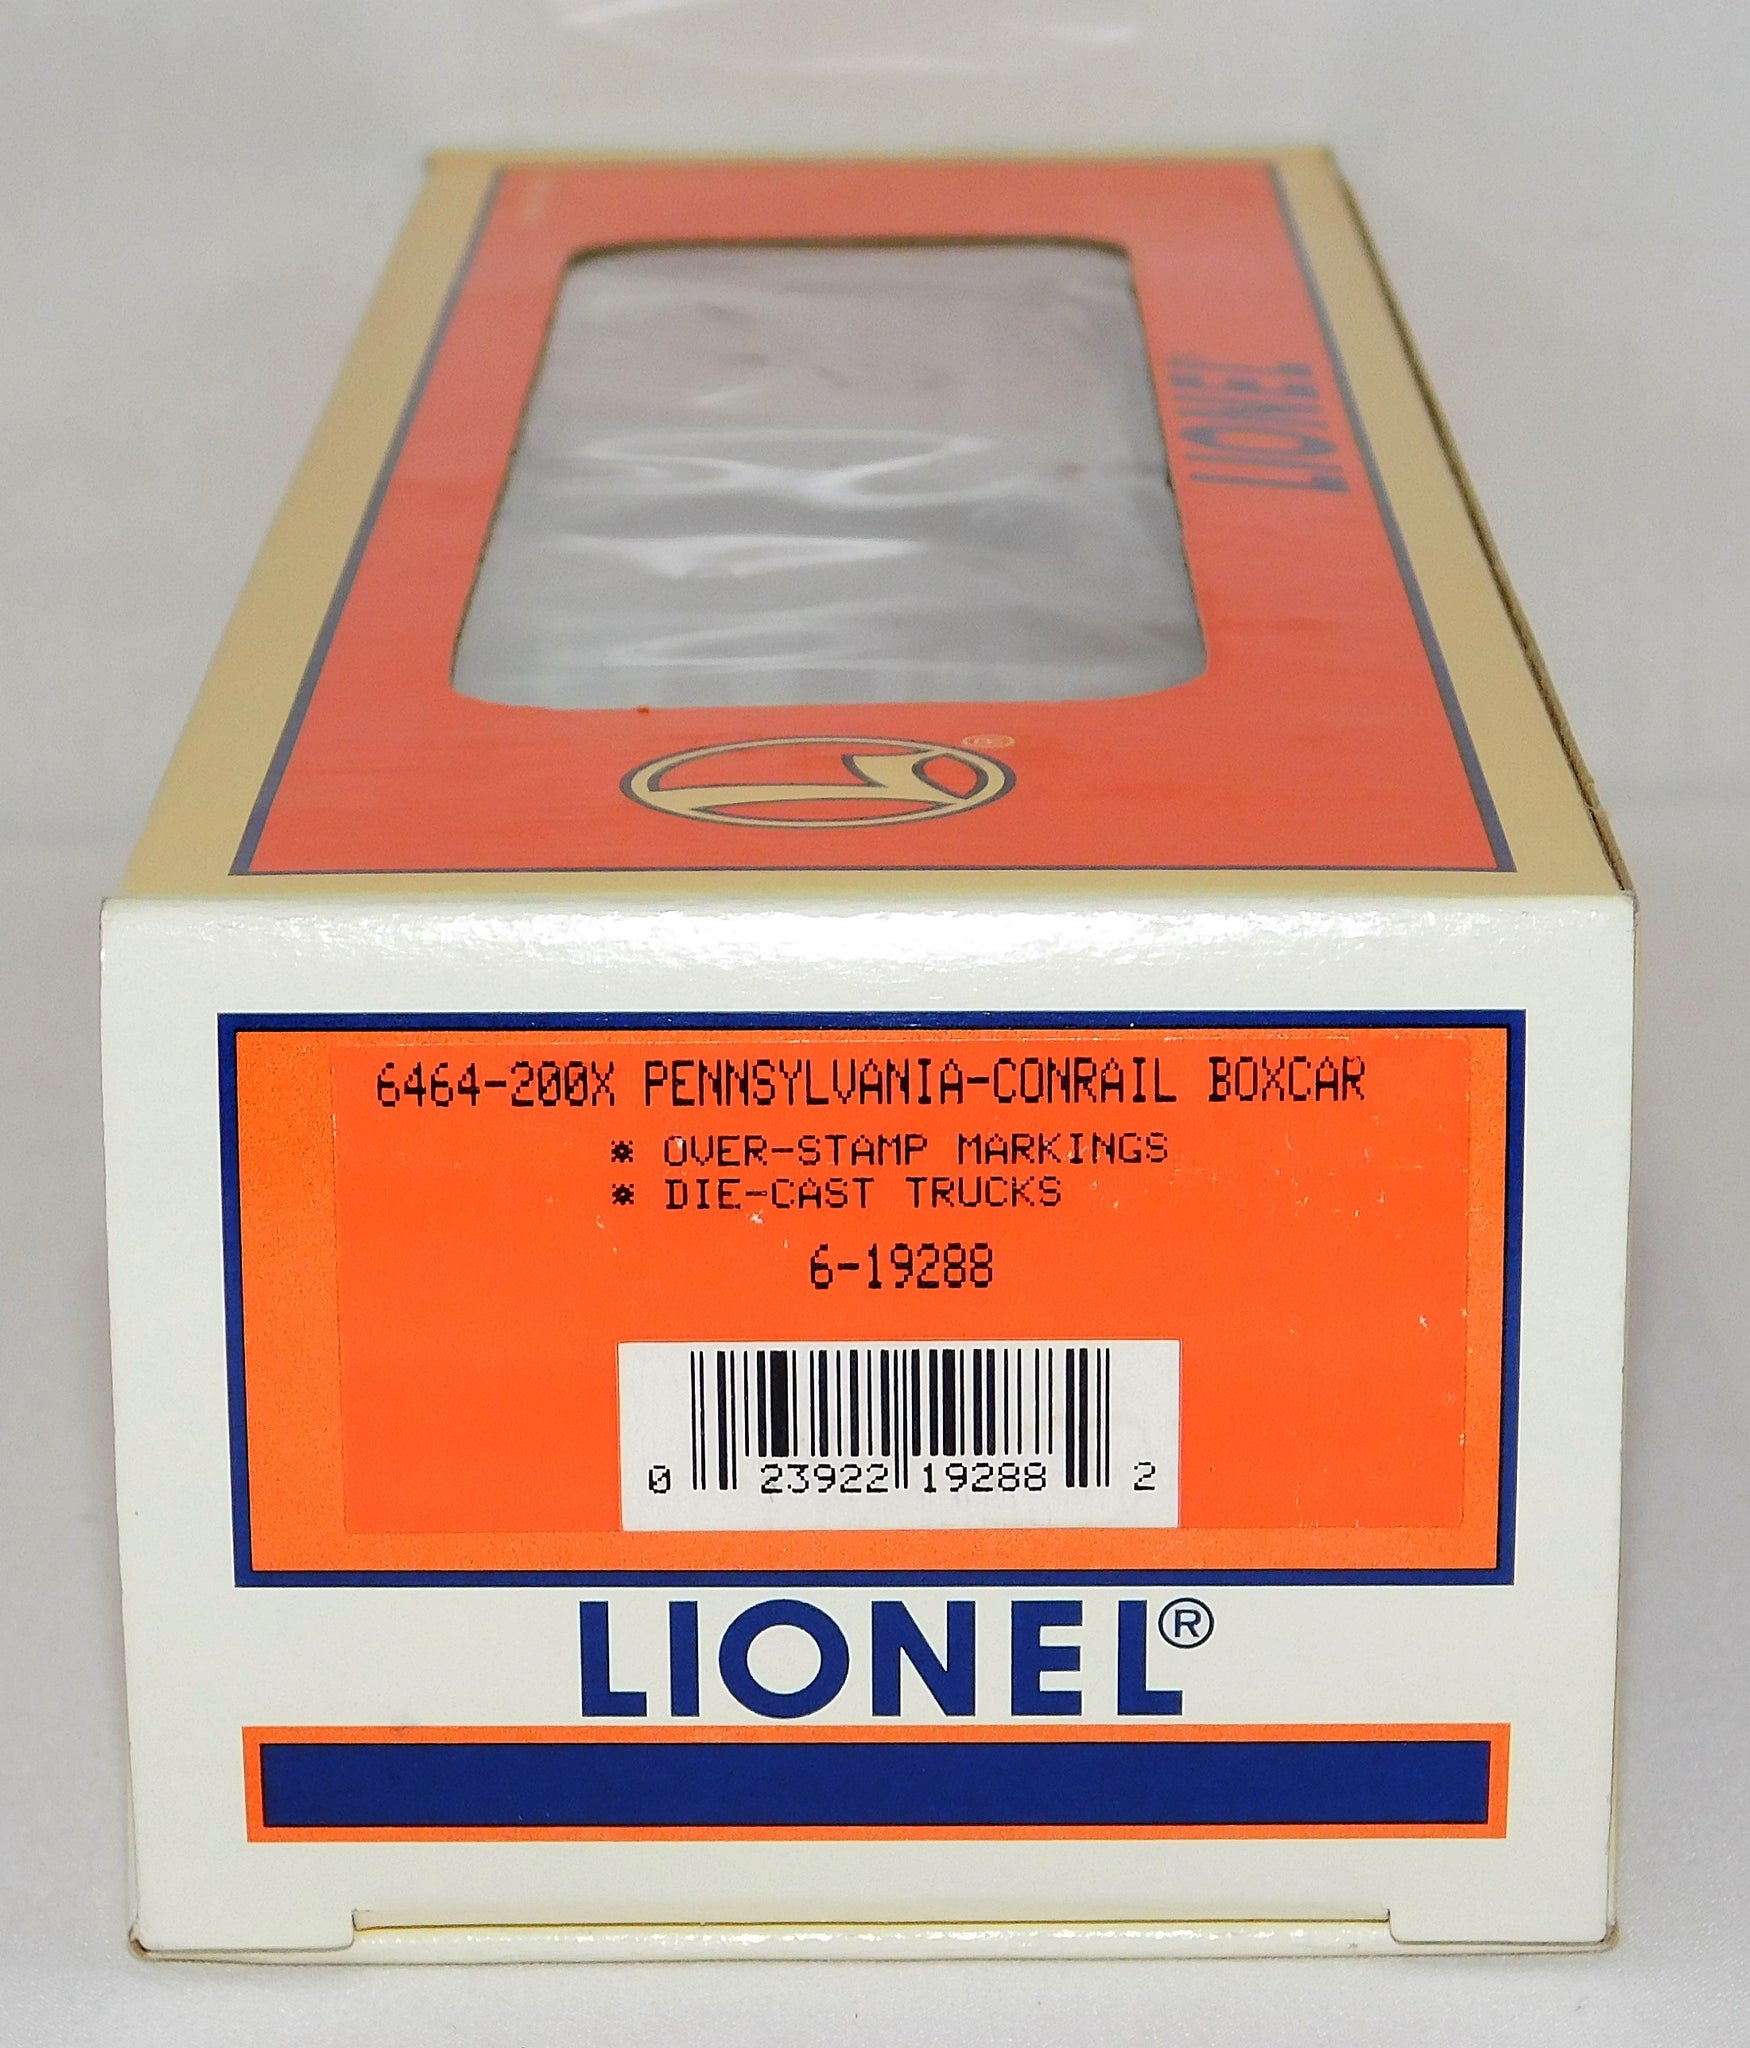 LIONEL
6464-200X PENNSYLVANIA-CONRAIL BOXCAR
* OVER-STAMP MARKINGS
* DIE-CAST TRUCKS
6-19288
0 23922 19288 2
LIONEL®